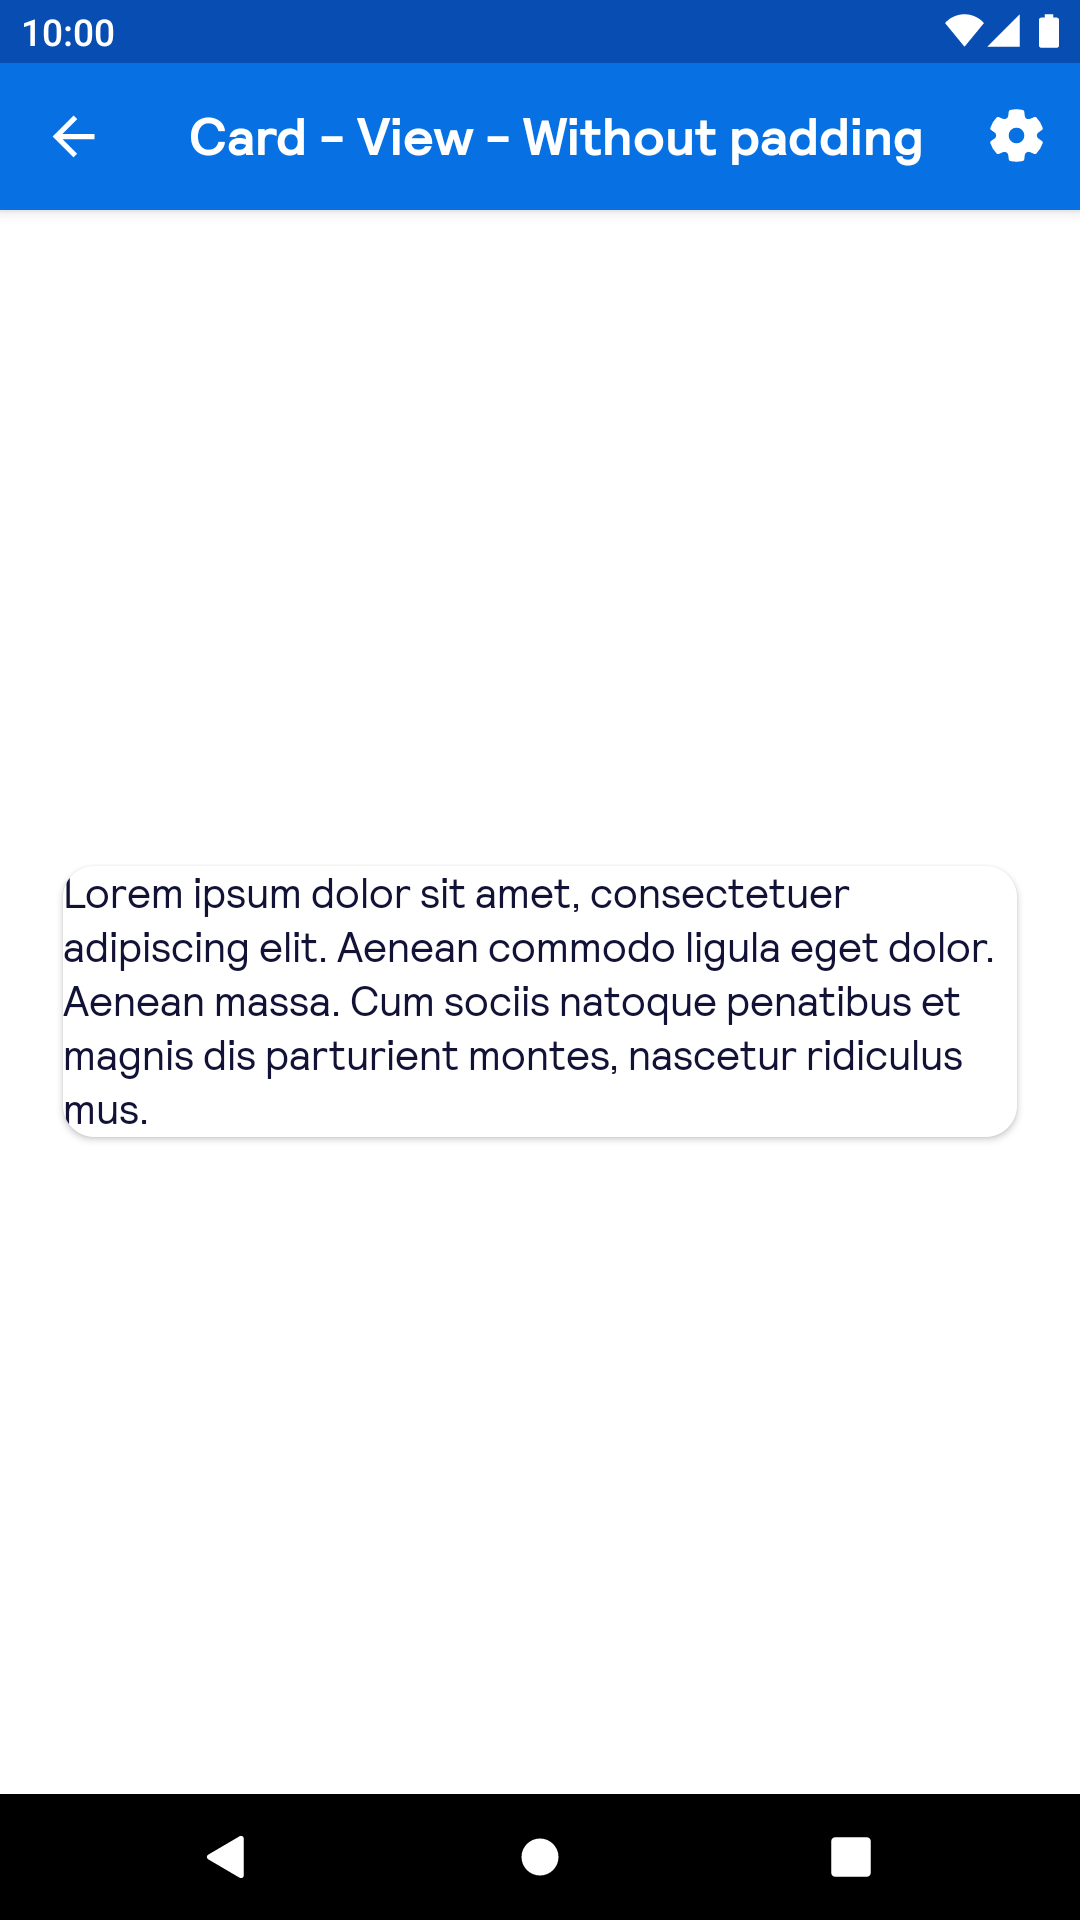 10:00
Card - View - Without padding
Lorem ipsum dolor sit amet, consectetuer
adipiscing elit. Aenean commodo ligula eget dolor.
Aenean massa. Cum sociis natoque penatibus et
magnis dis parturient montes, nascetur ridiculus
mus.